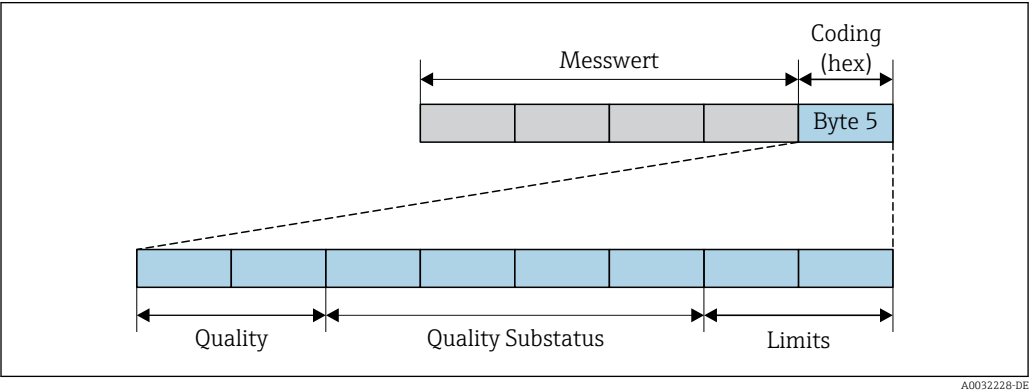 Coding
(hex)
Messwert
Byte 5
Quality
Quality Substatus
Limits
A0032228-DE